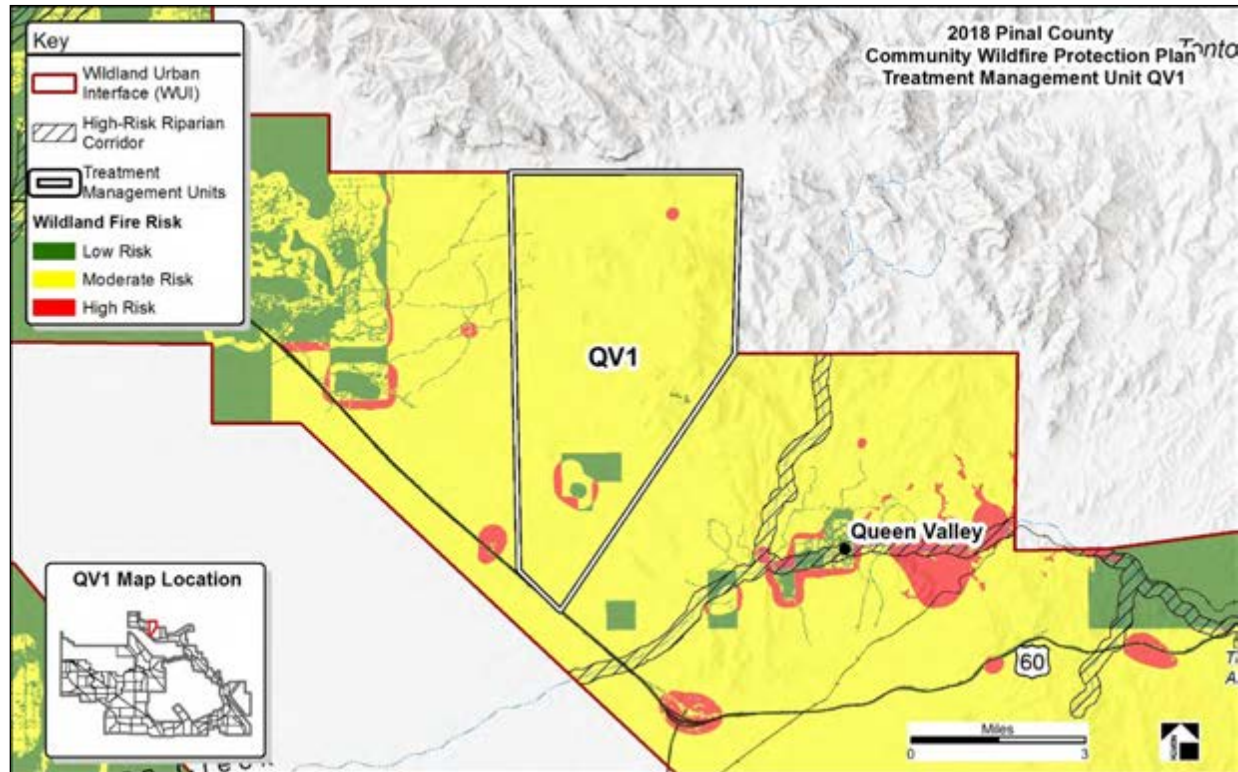 Key
Wildland Urban
Interface (WUI)
High-Risk Riparian
Corridor
Treatment
Management Units
Wildland Fire Risk
Low Risk
Moderate Risk
High Risk
2018 Pinal County
Community Wildfire Protection Plan
Treatment Management Unit QV1
Tonto
QV1
Queen Valley
60
QV1 Map Location
Miles
0 3